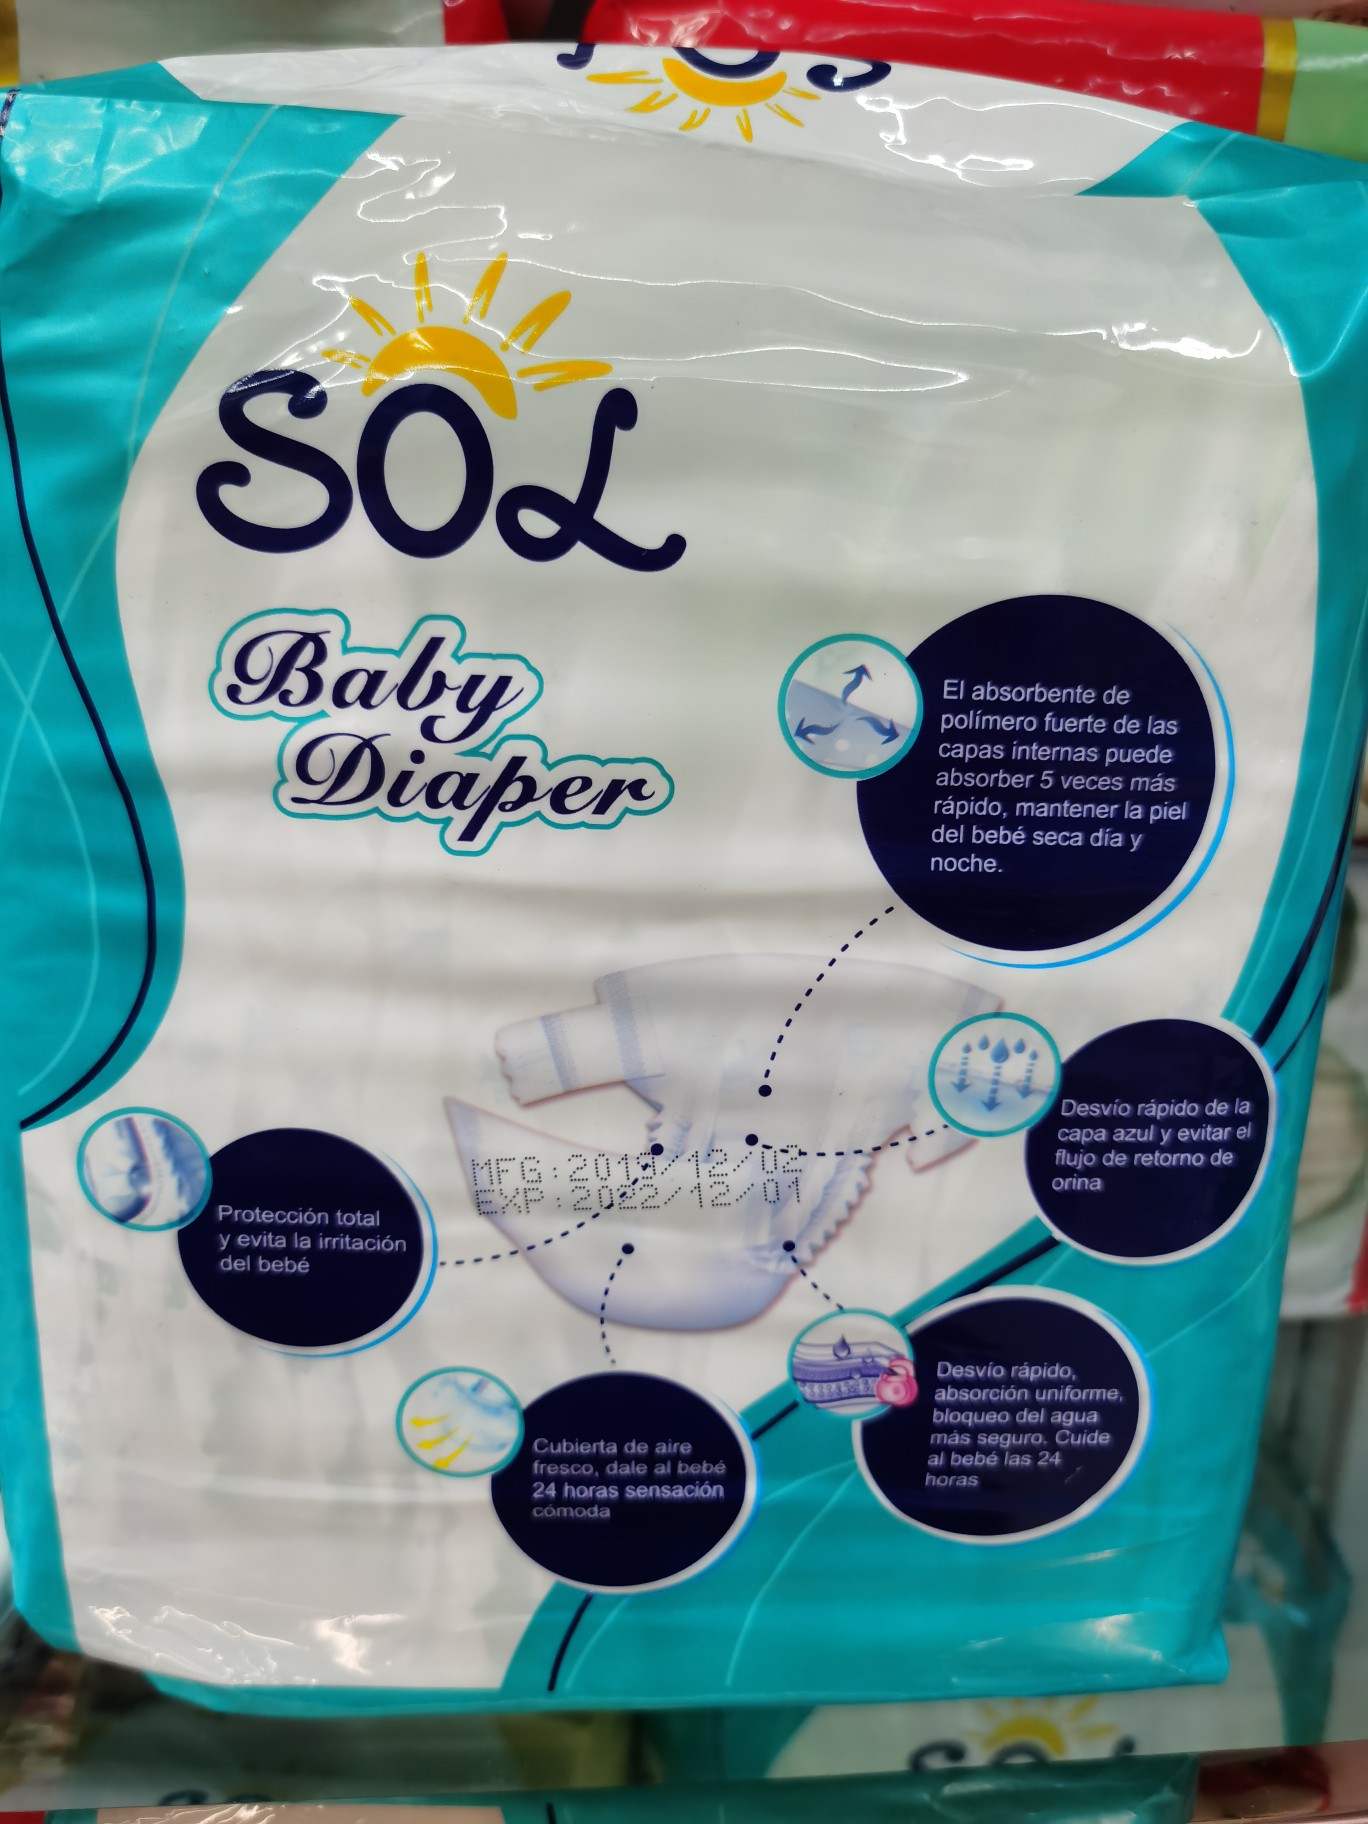 SOL
Baby
Diaper
El absorbente de
polímero fuerte de las
capas internas puede
absorber 5 veces más
rápido, mantener la piel
del bebé seca día y
noche.
Desvío rápido de la
capa azul y evitar el
flujo de retorno de
orina
MFG:2019/12/02
EXP:2022/12/01
Protección total
y evita la irritación
del bebé
Desvío rápido,
absorción uniforme,
bloqueo del agua
más seguro. Cuide
al bebé las 24
horas
Cubierta de aire
fresco, dale al bebé
24 horas sensación
cómoda